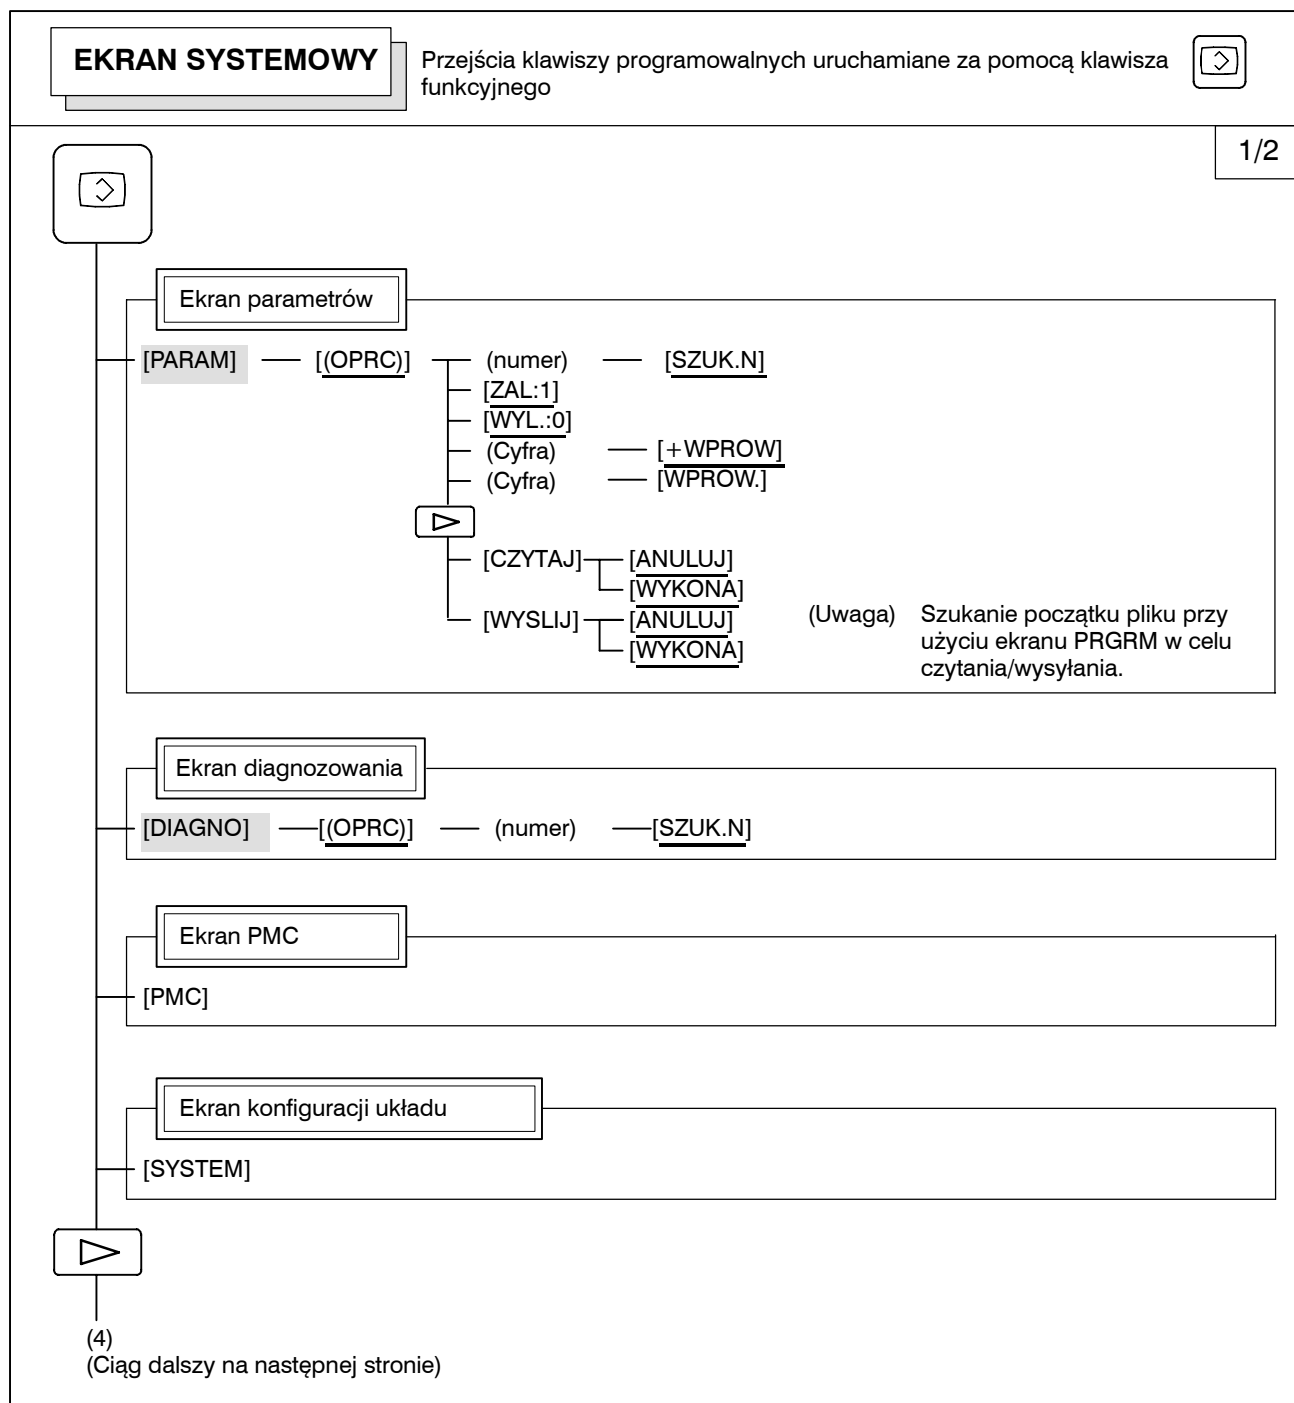 EKRAN SYSTEMOWY
Przejścia klawiszy programowalnych uruchamiane za pomocą klawisza
funkcyjnego
1/2
Ekran parametrów
[PARAM] [(OPRC)] (numer) [SZUK.N]
[ZAL:1]
[WYL.:0]
(Cyfra) [+WPROW]
(Cyfra) [WPROW.]
[CZYTAJ] [ANULUJ]
[WYKONA]
[WYSLIJ] [ANULUJ] (Uwaga) Szukanie początku pliku przy
[WYKONA] użyciu ekranu PRGRM w celu
czytania/wysyłania.
Ekran diagnozowania
[DIAGNO] [(OPRC)] (numer) [SZUK.N]
Ekran PMC
[PMC]
Ekran konfiguracji układu
[SYSTEM]
(4)
(Ciąg dalszy na następnej stronie)